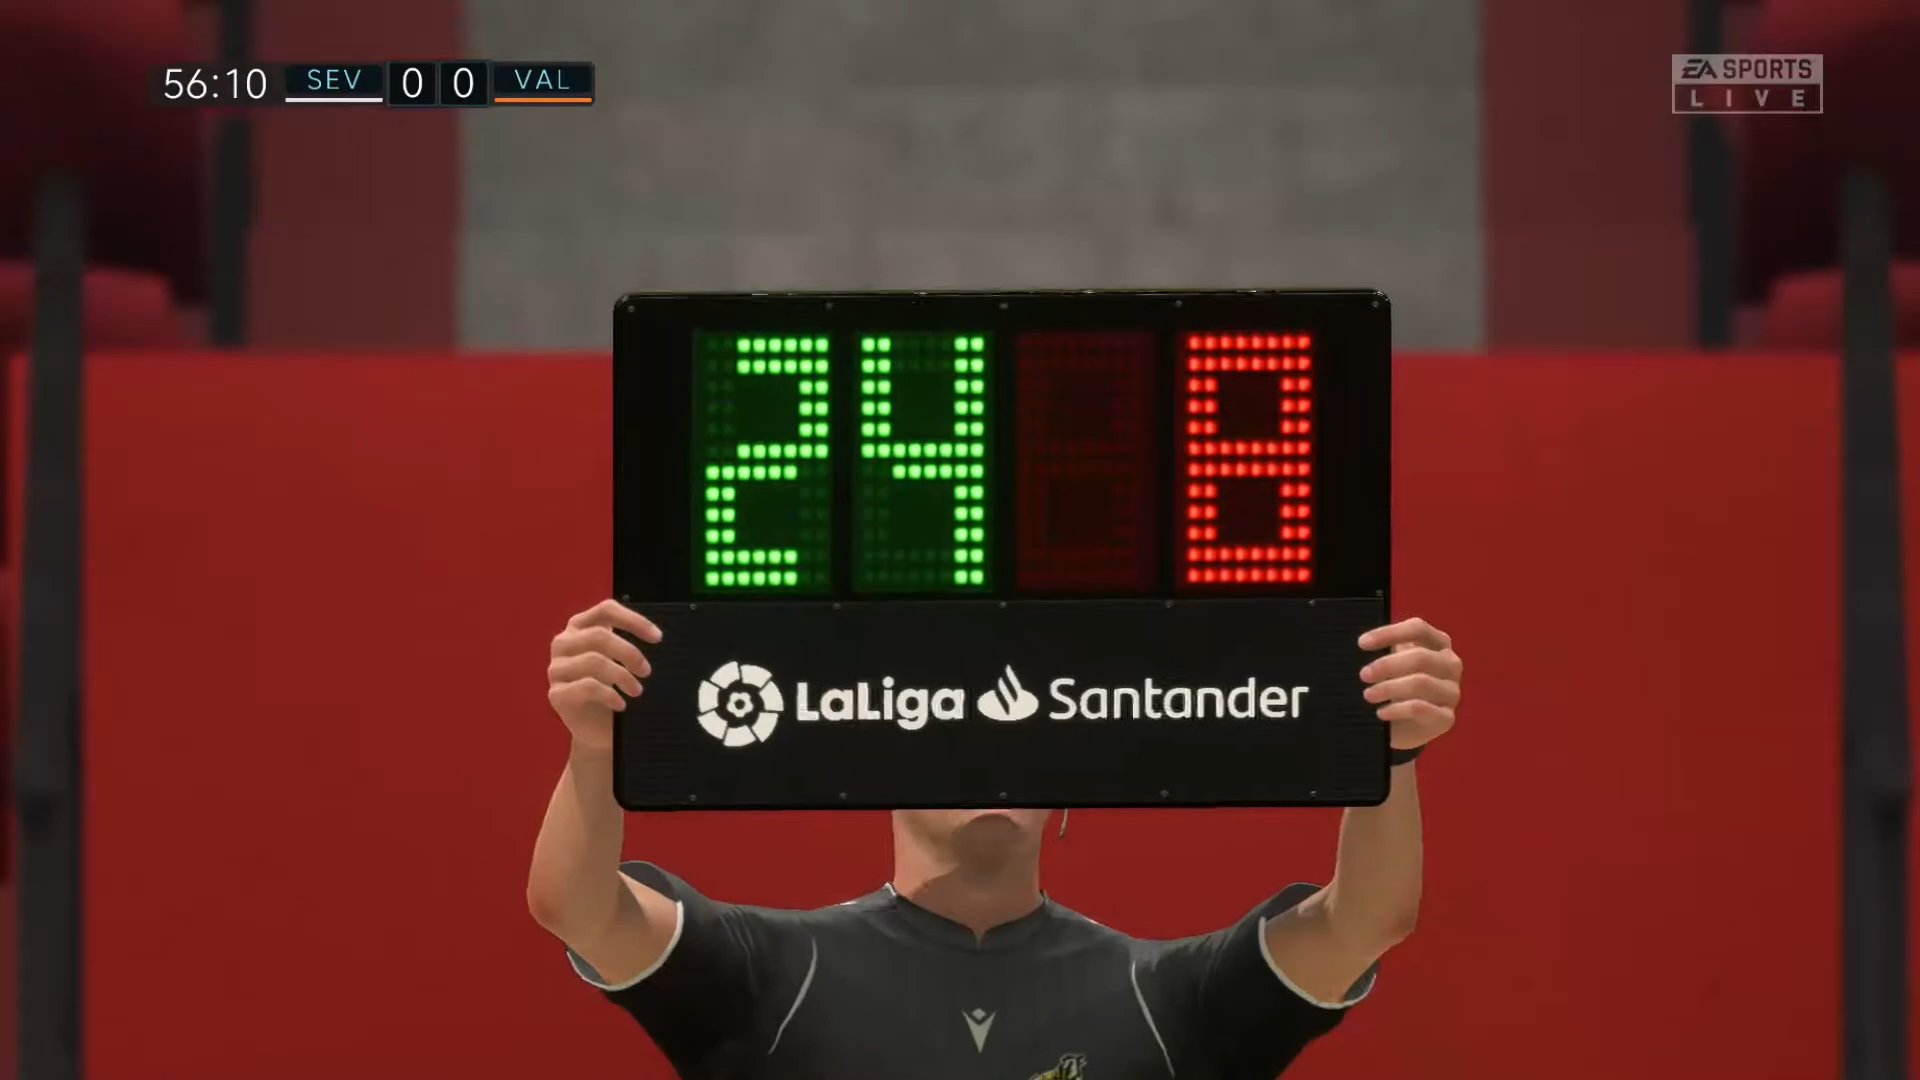 56:10 SEV 0 0 VAL
EA SPORTS
LIVE
24 8
LaLiga Santander